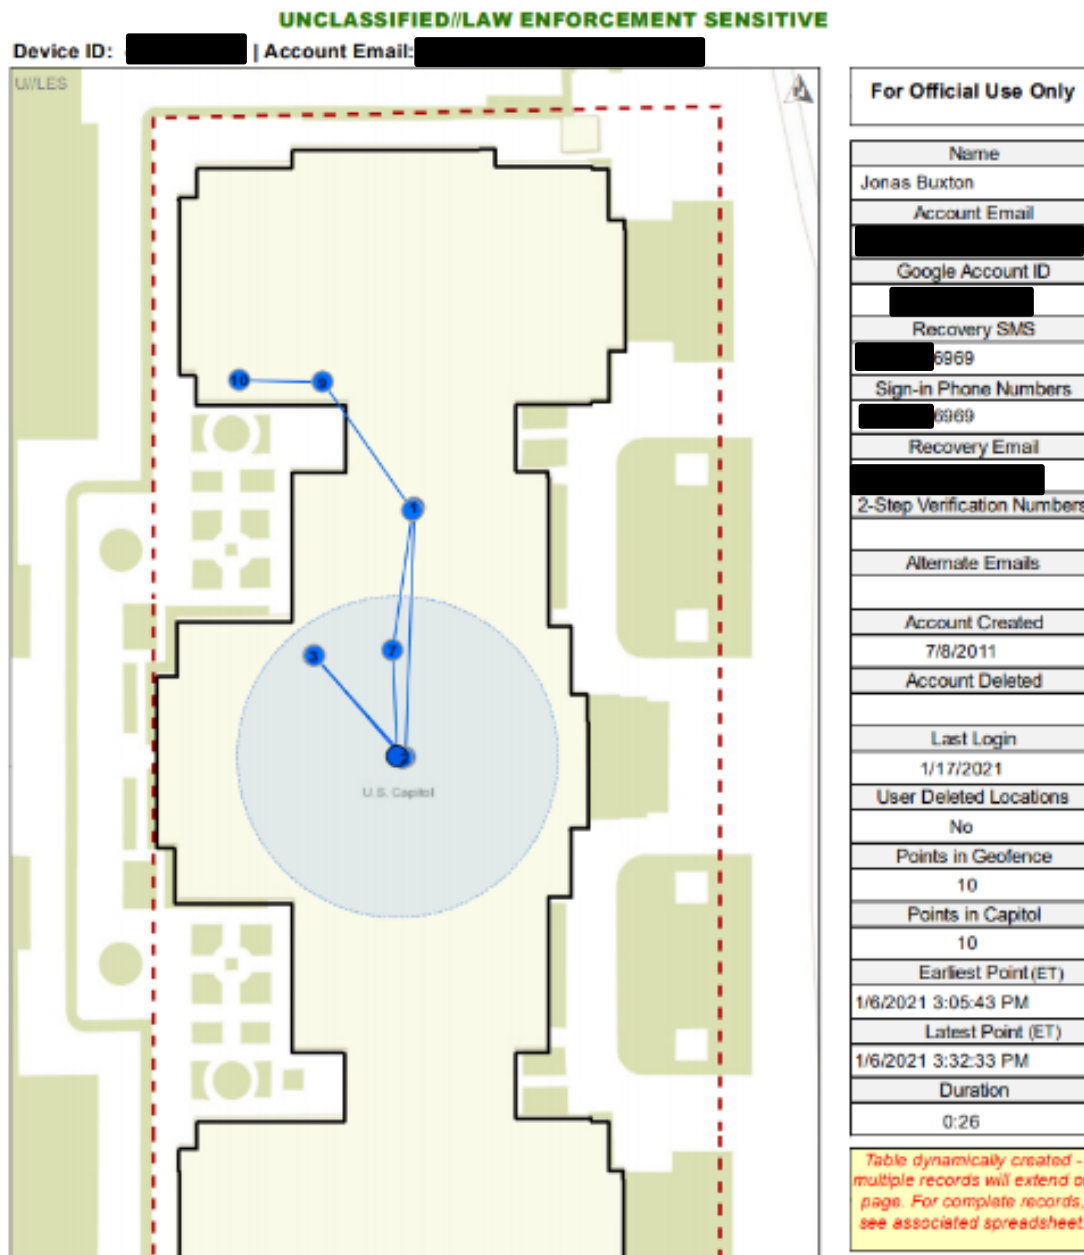 UNCLASSIFIED//LAW ENFORCEMENT SENSITIVE
Device ID: | Account Email:
U//LES
For Official Use Only
Name
Jonas Buxton
Account Email
Google Account ID
Recovery SMS
6969
Sign-in Phone Numbers
6969
Recovery Email
2-Step Verification Numbers
Alternate Emails
Account Created
7/8/2011
Account Deleted
Last Login
1/17/2021
User Deleted Locations
No
Points in Geofence
10
Points in Capitol
10
Earliest Point (ET)
1/6/2021 3:05:43 PM
Latest Point (ET)
1/6/2021 3:32:33 PM
Duration
0:26
Table dynamically created -
multiple records will extend
page. For complete records,
see associated spreadsheet.
10 9
1
3 7
2
U.S. Capitol